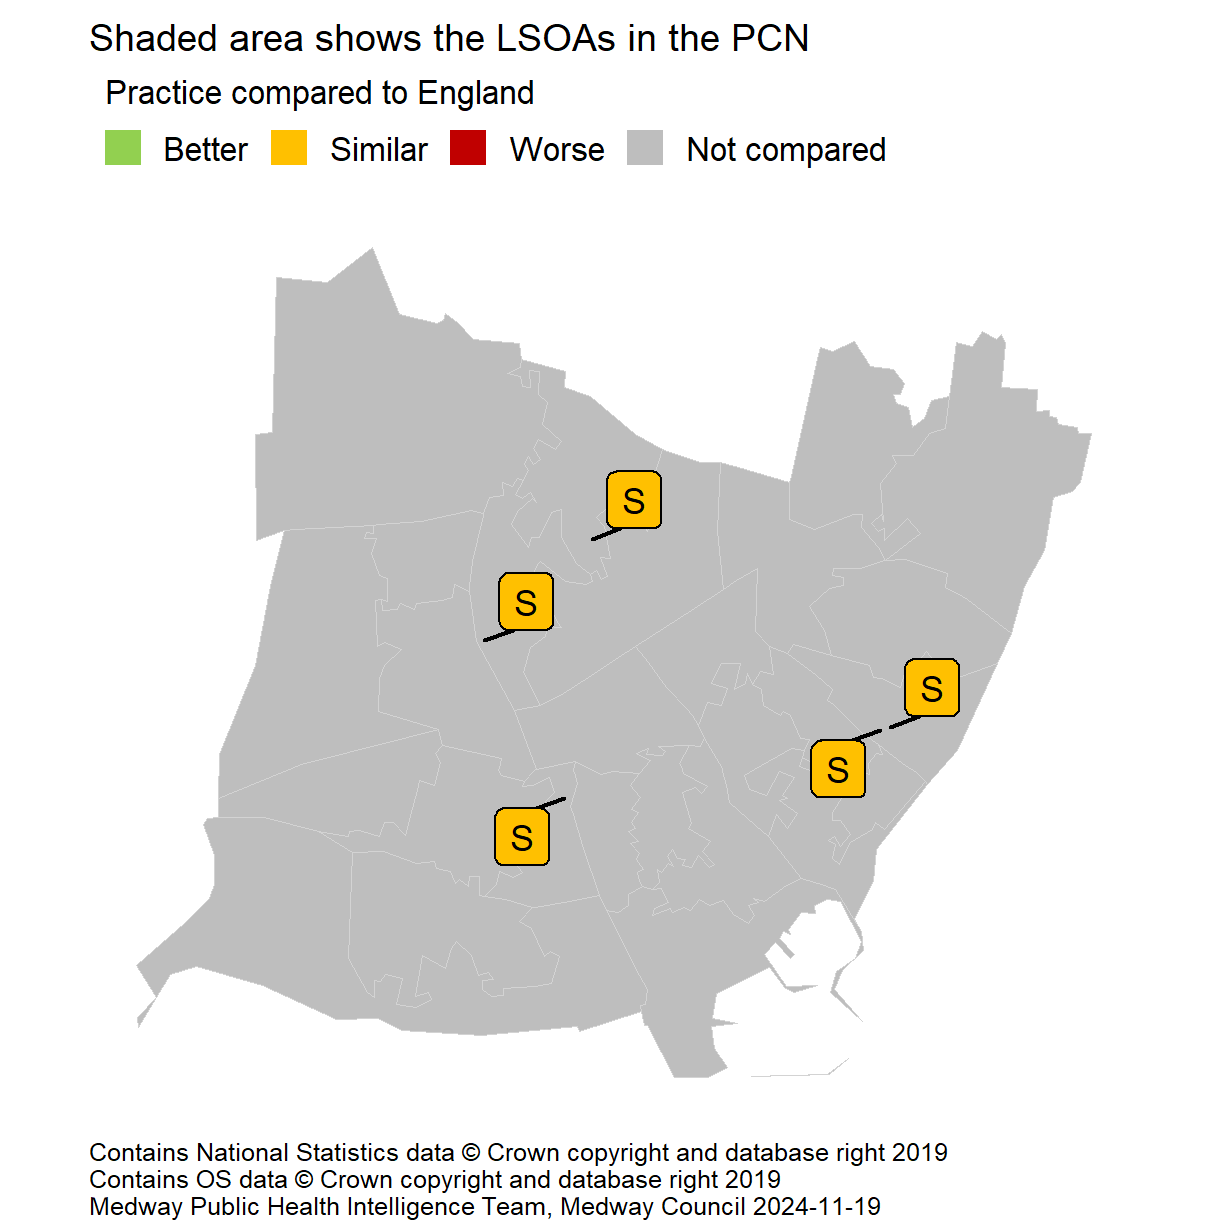 Shaded area shows the LSOAs in the PCN
Practice compared to England
Better Similar Worse Not compared
S
S
S
S
S
Contains National Statistics data © Crown copyright and database right 2019
Contains OS data © Crown copyright and database right 2019
Medway Public Health Intelligence Team, Medway Council 2024-11-19